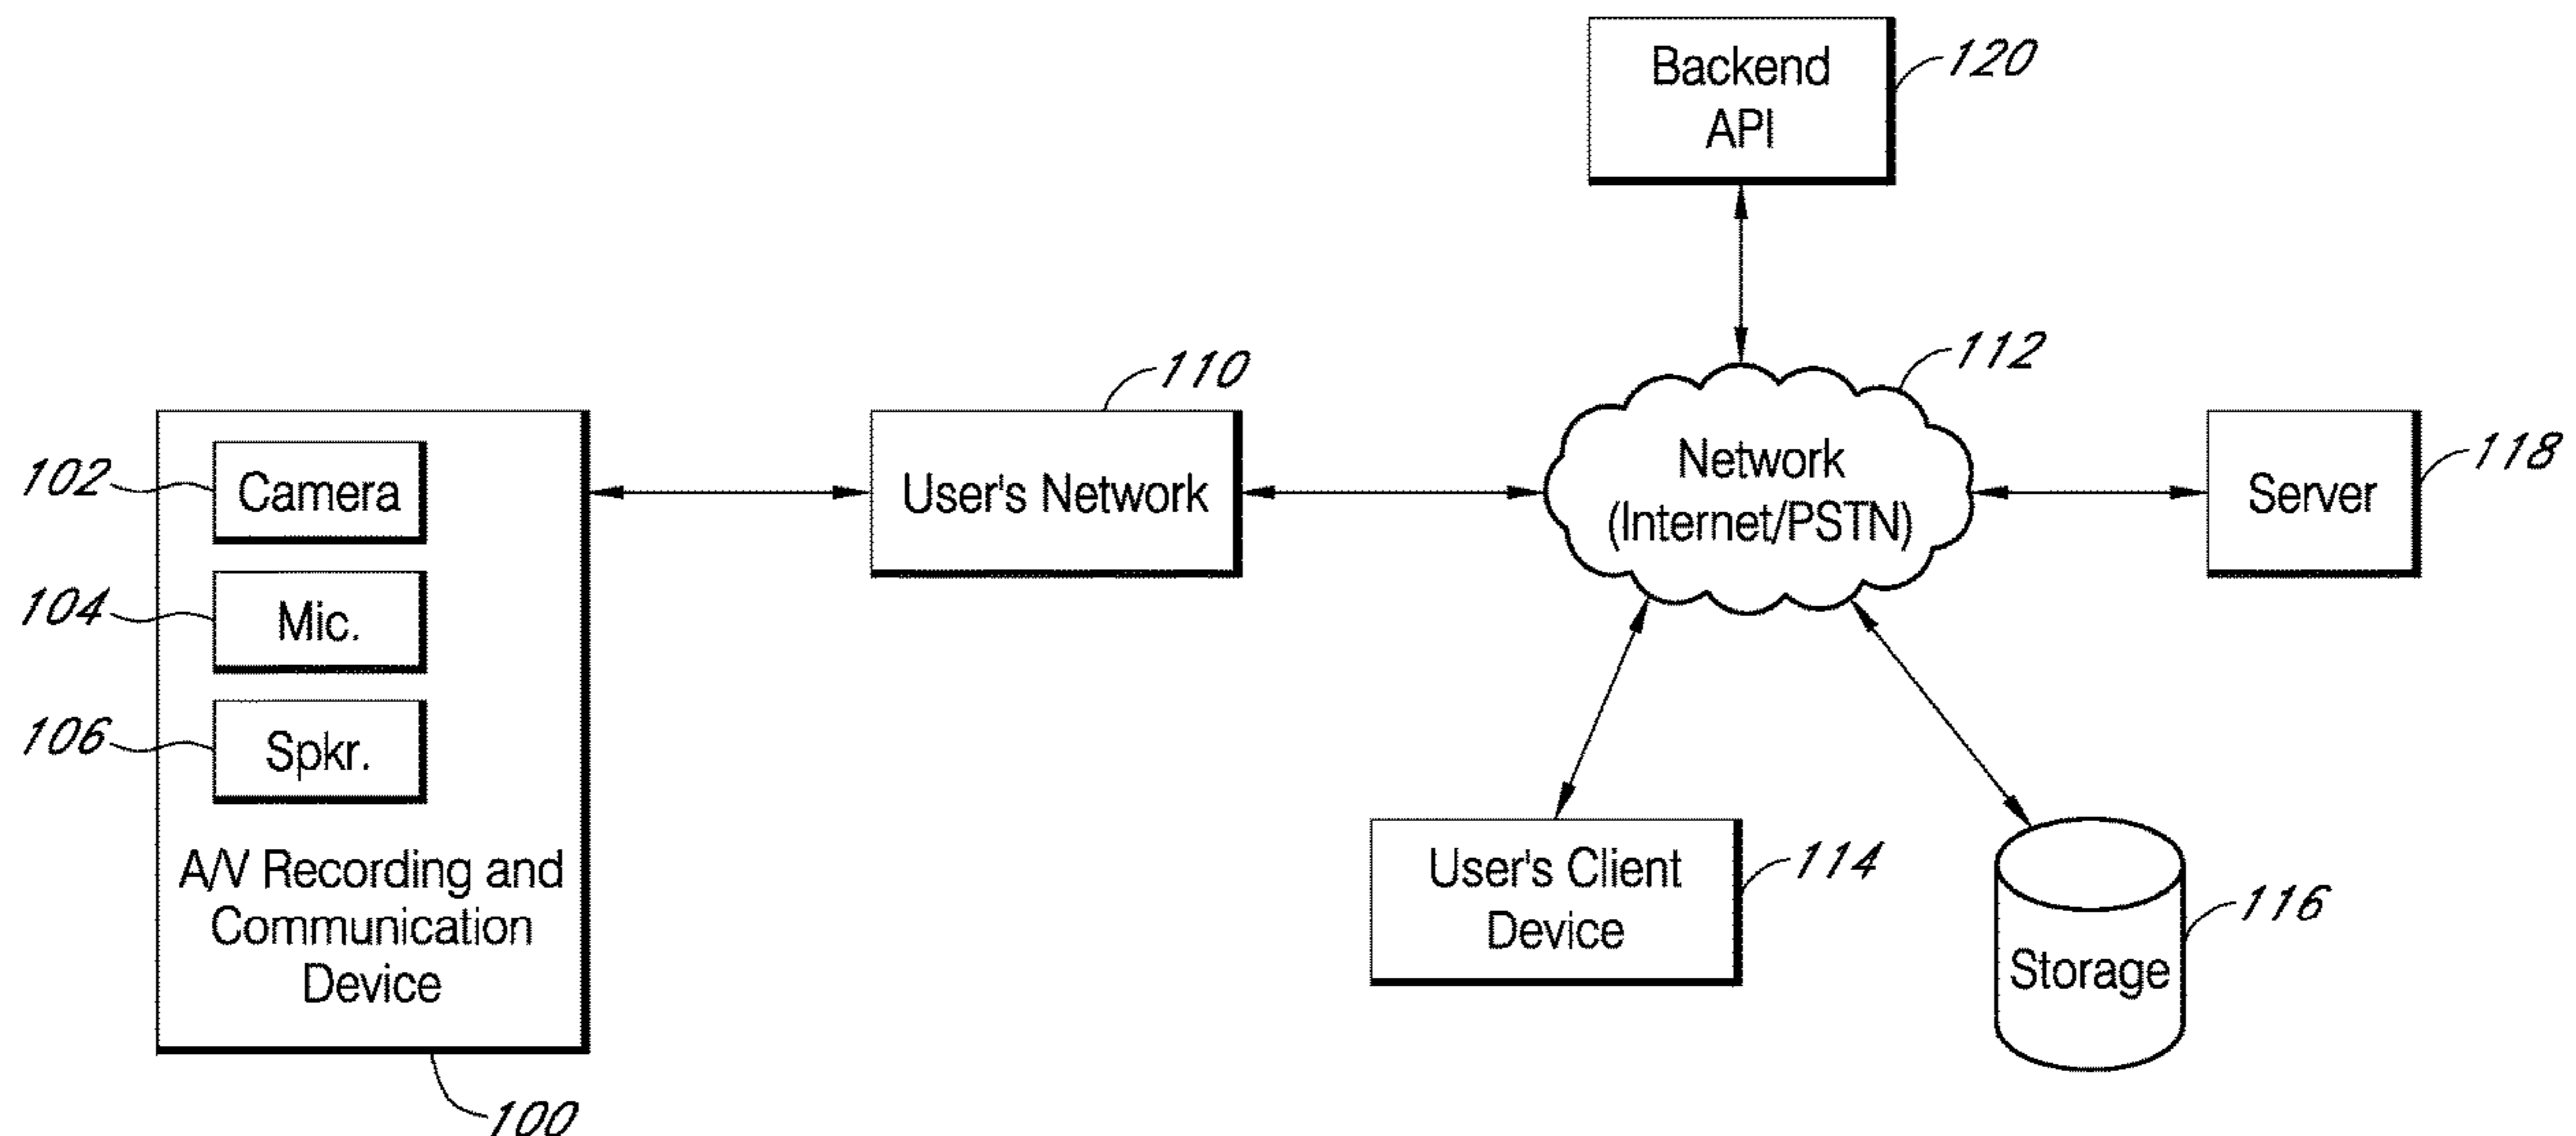 Backend
API
120
110
112
Network
(Internet/PSTN)
118
Server
User's Network
102
Camera
104
Mic.
106
Spkr.
A/V Recording and
Communication
Device
100
User's Client
Device
114
116
Storage